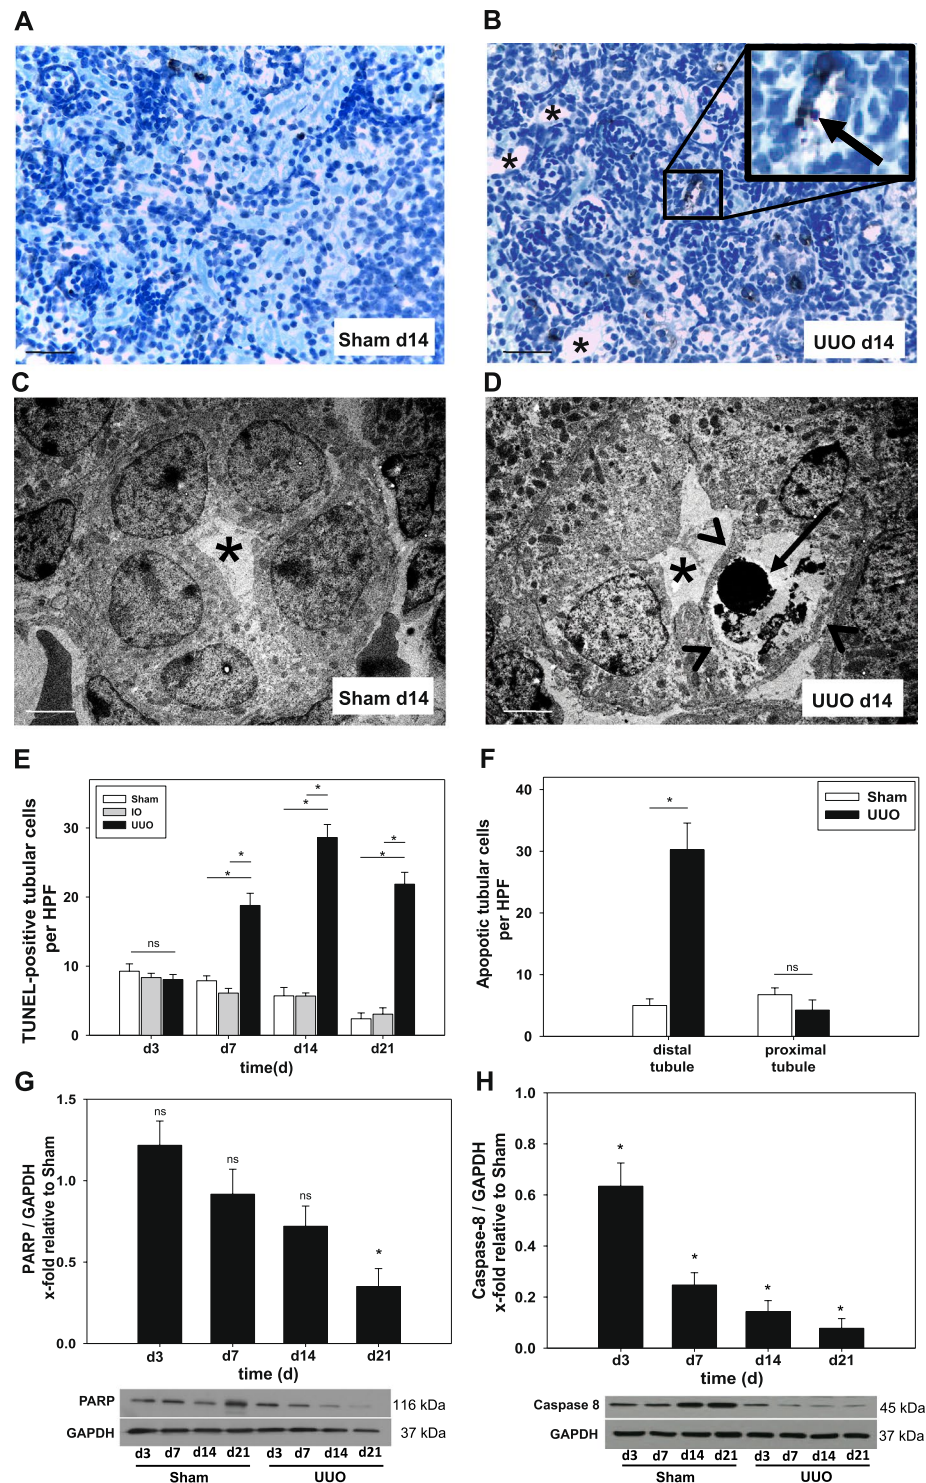 A
B
Sham d14
UUO d14
*
*
*
C
D
*
Sham d14
*
UUO d14
E
TUNEL-positive tubular cells
per HPF
Sham
IO
UUO
30
20
10
0
ns
*
*
*
*
*
*
d3 d7 d14 d21
time(d)
F
Apopotic tubular cells
per HPF
Sham
UUO
40
30
20
10
0
*
ns
distal
tubule
proximal
tubule
G
PARP / GAPDH
x-fold relative to Sham
1.5
1.0
0.5
0.0
ns
ns
ns
*
d3 d7 d14 d21
time (d)
PARP 116 kDa
GAPDH 37 kDa
d3 d7 d14 d21 d3 d7 d14 d21
Sham UUO
H
Caspase-8 / GAPDH
x-fold relative to Sham
1.0
0.8
0.6
0.4
0.2
0.0
*
*
*
*
d3 d7 d14 d21
time (d)
Caspase 8 45 kDa
GAPDH 37 kDa
d3 d7 d14 d21 d3 d7 d14 d21
Sham UUO